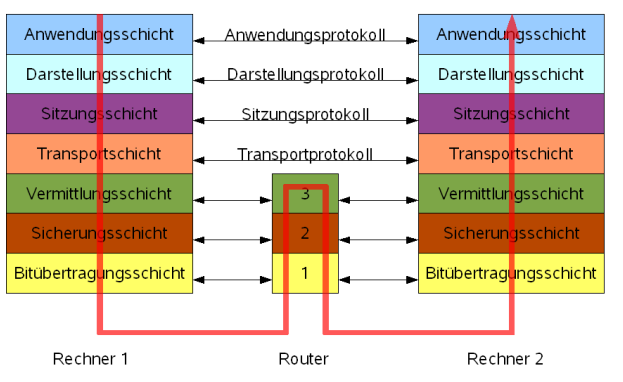 Anwendungsschicht Anwendungsprotokoll Anwendungsschicht
Darstellungsschicht Darstellungsprotokoll Darstellungsschicht
Sitzungsschicht Sitzungsprotokoll Sitzungsschicht
Transportschicht Transportprotokoll Transportschicht
Vermittlungsschicht 3 Vermittlungsschicht
Sicherungsschicht 2 Sicherungsschicht
Bitübertragungsschicht 1 Bitübertragungsschicht
Rechner 1 Router Rechner 2